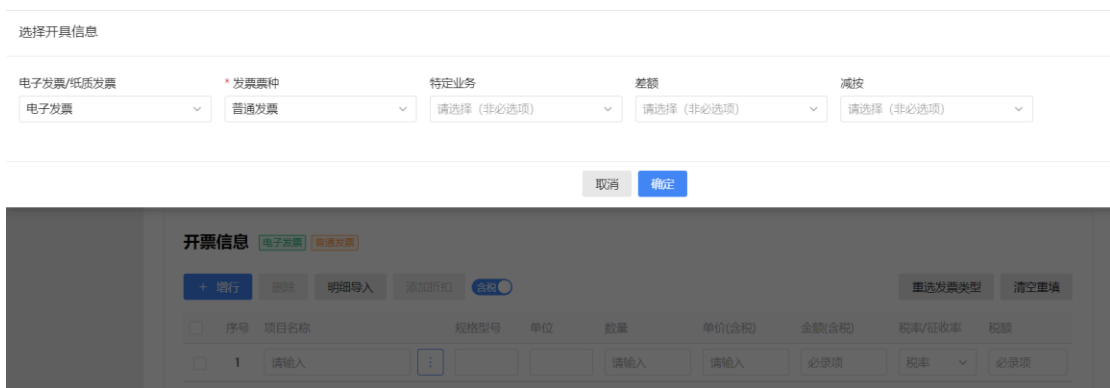 选择开具信息
电子发票/纸质发票 * 发票票种 特定业务 差额 减按
电子发票 普通发票 请选择（非必选项） 请选择（非必选项） 请选择（非必选项）
取消 确定
开票信息 电子发票 普通发票
+ 增行 删除 明细导入 添加折扣 含税 重选发票类型 清空重填
序号 项目名称 规格型号 单位 数量 单价(含税) 金额(含税) 税率/征收率 税额
1 请输入 请输入 请输入 必录项 税率 必录项